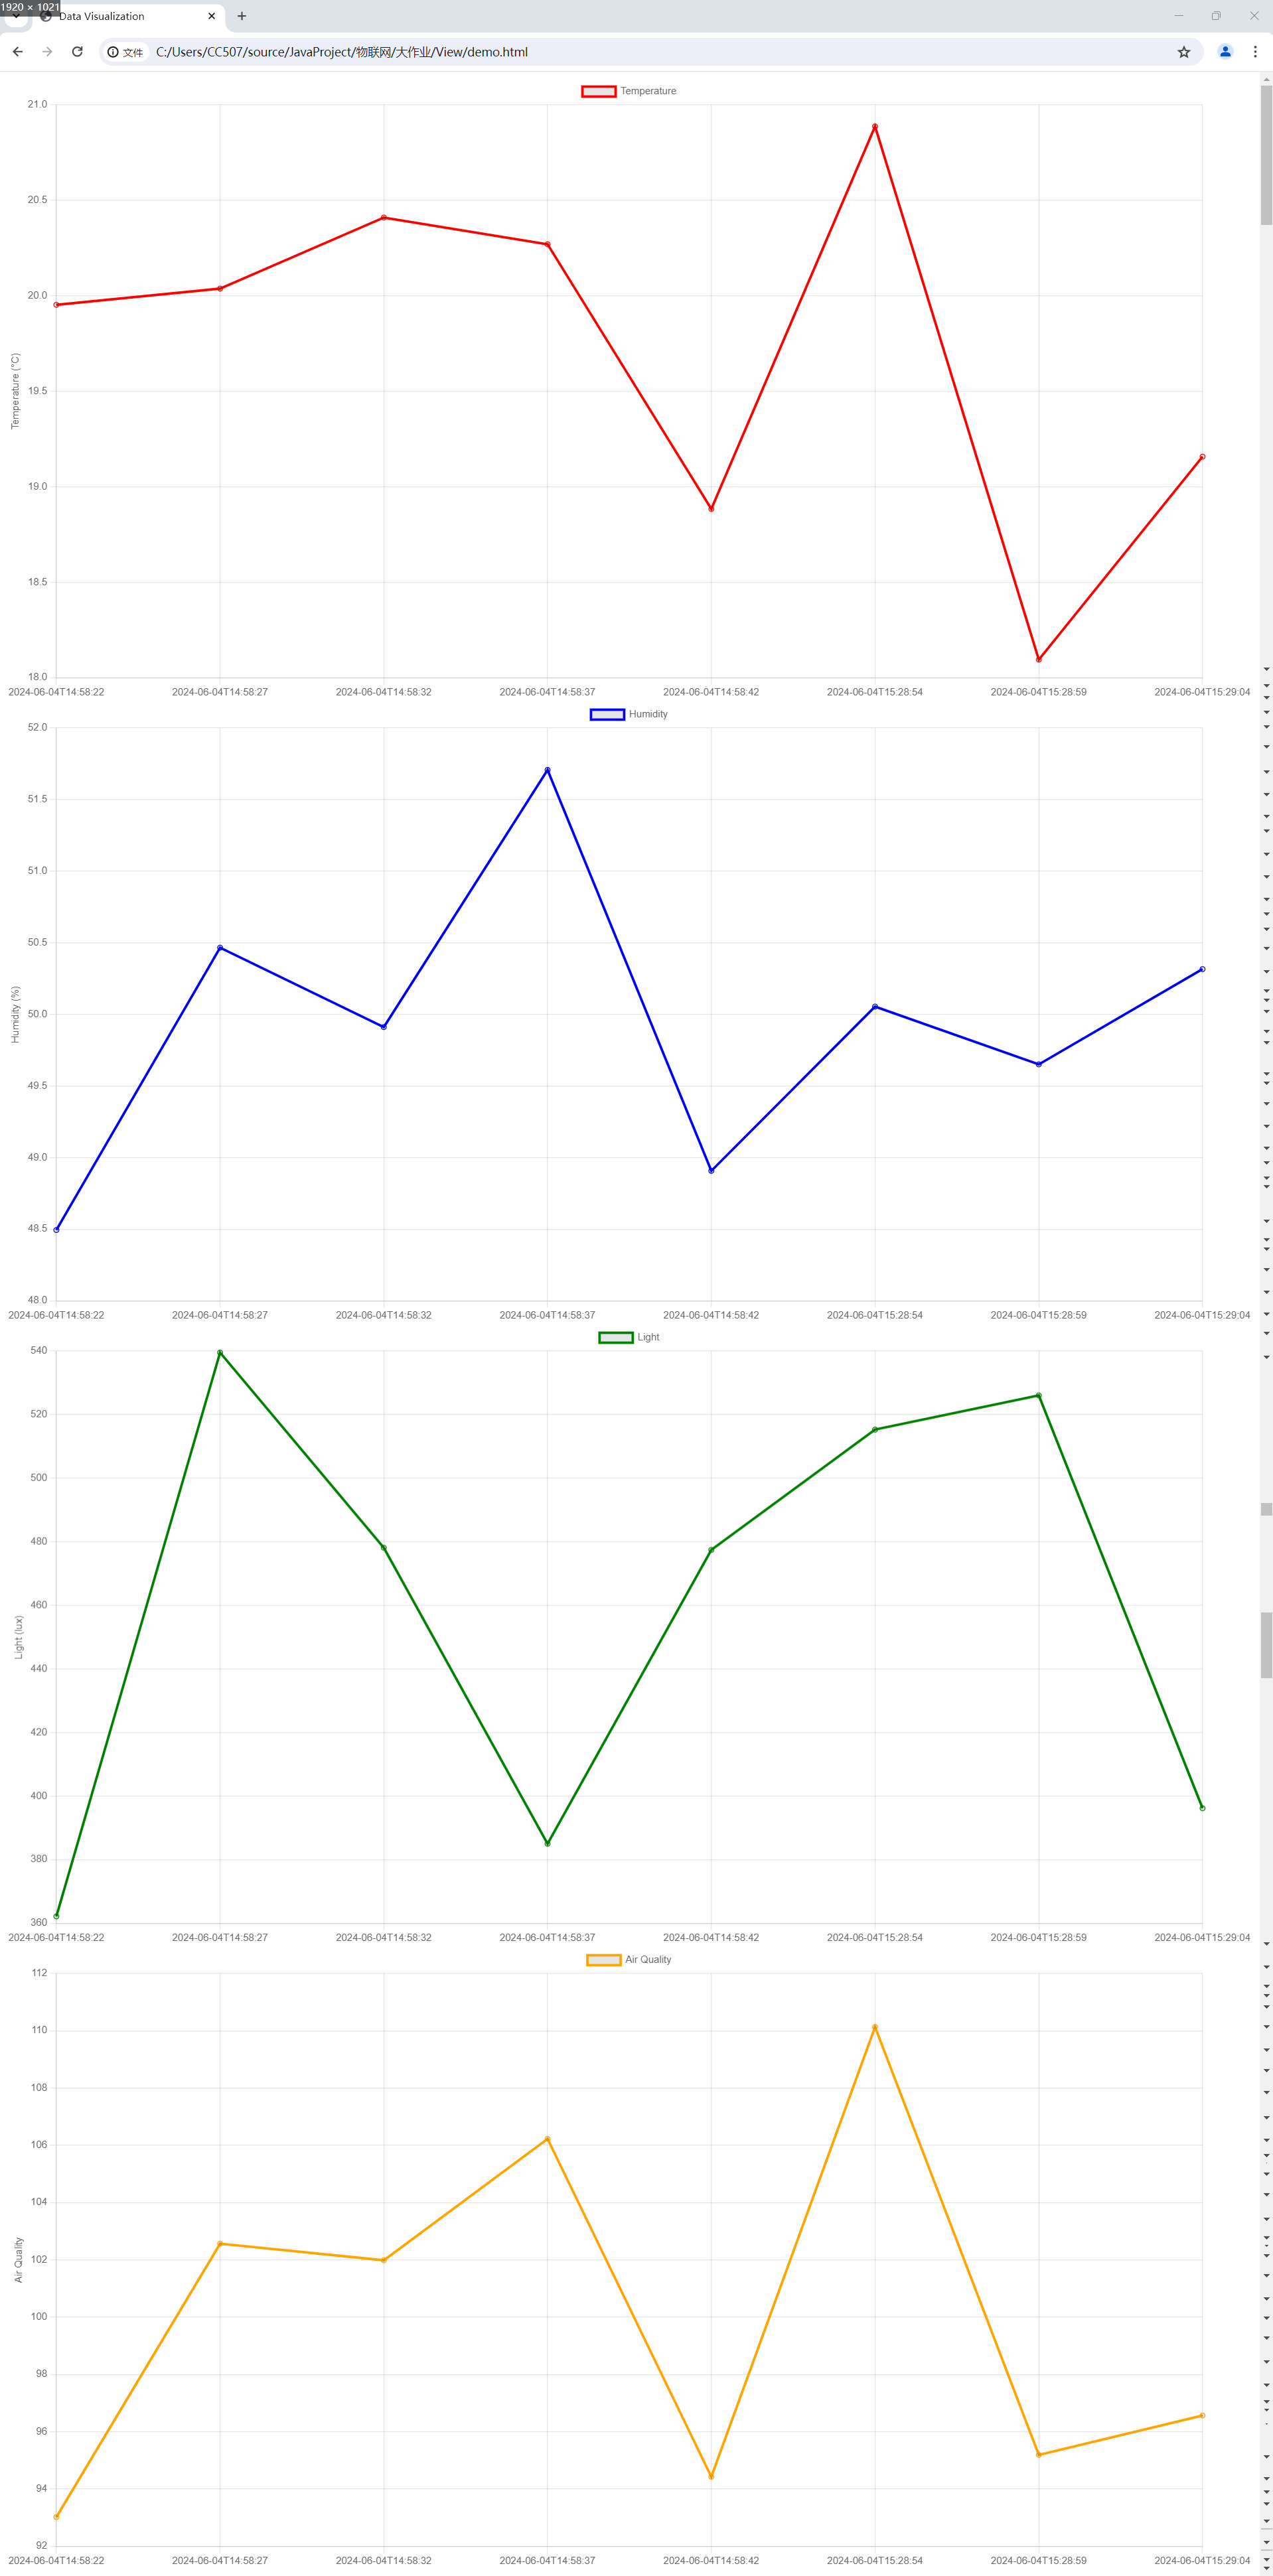 1920 × 1021
Data Visualization
文件 C:/Users/CC507/source/JavaProject/物联网/大作业/View/demo.html
Temperature
21.0
20.5
20.0
19.5
19.0
18.5
18.0
Temperature (°C)
2024-06-04T14:58:22 2024-06-04T14:58:27 2024-06-04T14:58:32 2024-06-04T14:58:37 2024-06-04T14:58:42 2024-06-04T15:28:54 2024-06-04T15:28:59 2024-06-04T15:29:04
Humidity
52.0
51.5
51.0
50.5
50.0
49.5
49.0
48.5
48.0
Humidity (%)
2024-06-04T14:58:22 2024-06-04T14:58:27 2024-06-04T14:58:32 2024-06-04T14:58:37 2024-06-04T14:58:42 2024-06-04T15:28:54 2024-06-04T15:28:59 2024-06-04T15:29:04
Light
540
520
500
480
460
440
420
400
380
360
Light (lux)
2024-06-04T14:58:22 2024-06-04T14:58:27 2024-06-04T14:58:32 2024-06-04T14:58:37 2024-06-04T14:58:42 2024-06-04T15:28:54 2024-06-04T15:28:59 2024-06-04T15:29:04
Air Quality
112
110
108
106
104
102
100
98
96
94
92
Air Quality
2024-06-04T14:58:22 2024-06-04T14:58:27 2024-06-04T14:58:32 2024-06-04T14:58:37 2024-06-04T14:58:42 2024-06-04T15:28:54 2024-06-04T15:28:59 2024-06-04T15:29:04